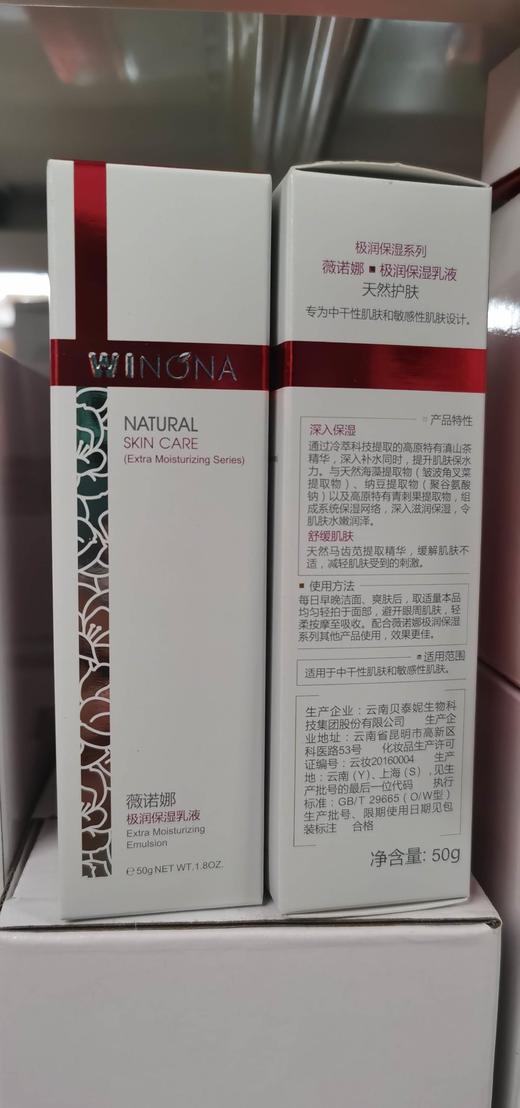 WINONA
NATURAL
SKIN CARE
(Extra Moisturizing Series)
薇诺娜
极润保湿乳液
Extra Moisturizing
Emulsion
℮50g NET WT.1.8OZ.
极润保湿系列
薇诺娜■极润保湿乳液
天然护肤
专为中干性肌肤和敏感性肌肤设计。
产品特性
深入保湿
通过冷萃科技提取的高原特有滇山茶
精华，深入补水同时，提升肌肤保水
力。与天然海藻提取物（皱波角叉菜
提取物）、纳豆提取物（聚谷氨酸
钠）以及高原特有青刺果提取物，组
成系统保湿网络，深入滋润保湿，令
肌肤水嫩润泽。
舒缓肌肤
天然马齿苋提取精华，缓解肌肤不
适，减轻肌肤受到的刺激。
使用方法
每日早晚洁面、爽肤后，取适量本品
均匀轻拍于面部，避开眼周肌肤，轻
柔按摩至吸收。配合薇诺娜极润保湿
系列其他产品使用，效果更佳。
适用范围
适用于中干性肌肤和敏感性肌肤。
生产企业：云南贝泰妮生物科
技集团股份有限公司 生产企
业地址：云南省昆明市高新区
科医路53号 化妆品生产许可
证编号：云妆20160004 生产
地：云南（Y）、上海（S），见生
产批号的最后一位代码 执行
标准：GB/T 29665（O/W型）
生产批号、限期使用日期见包
装标注 合格
净含量: 50g